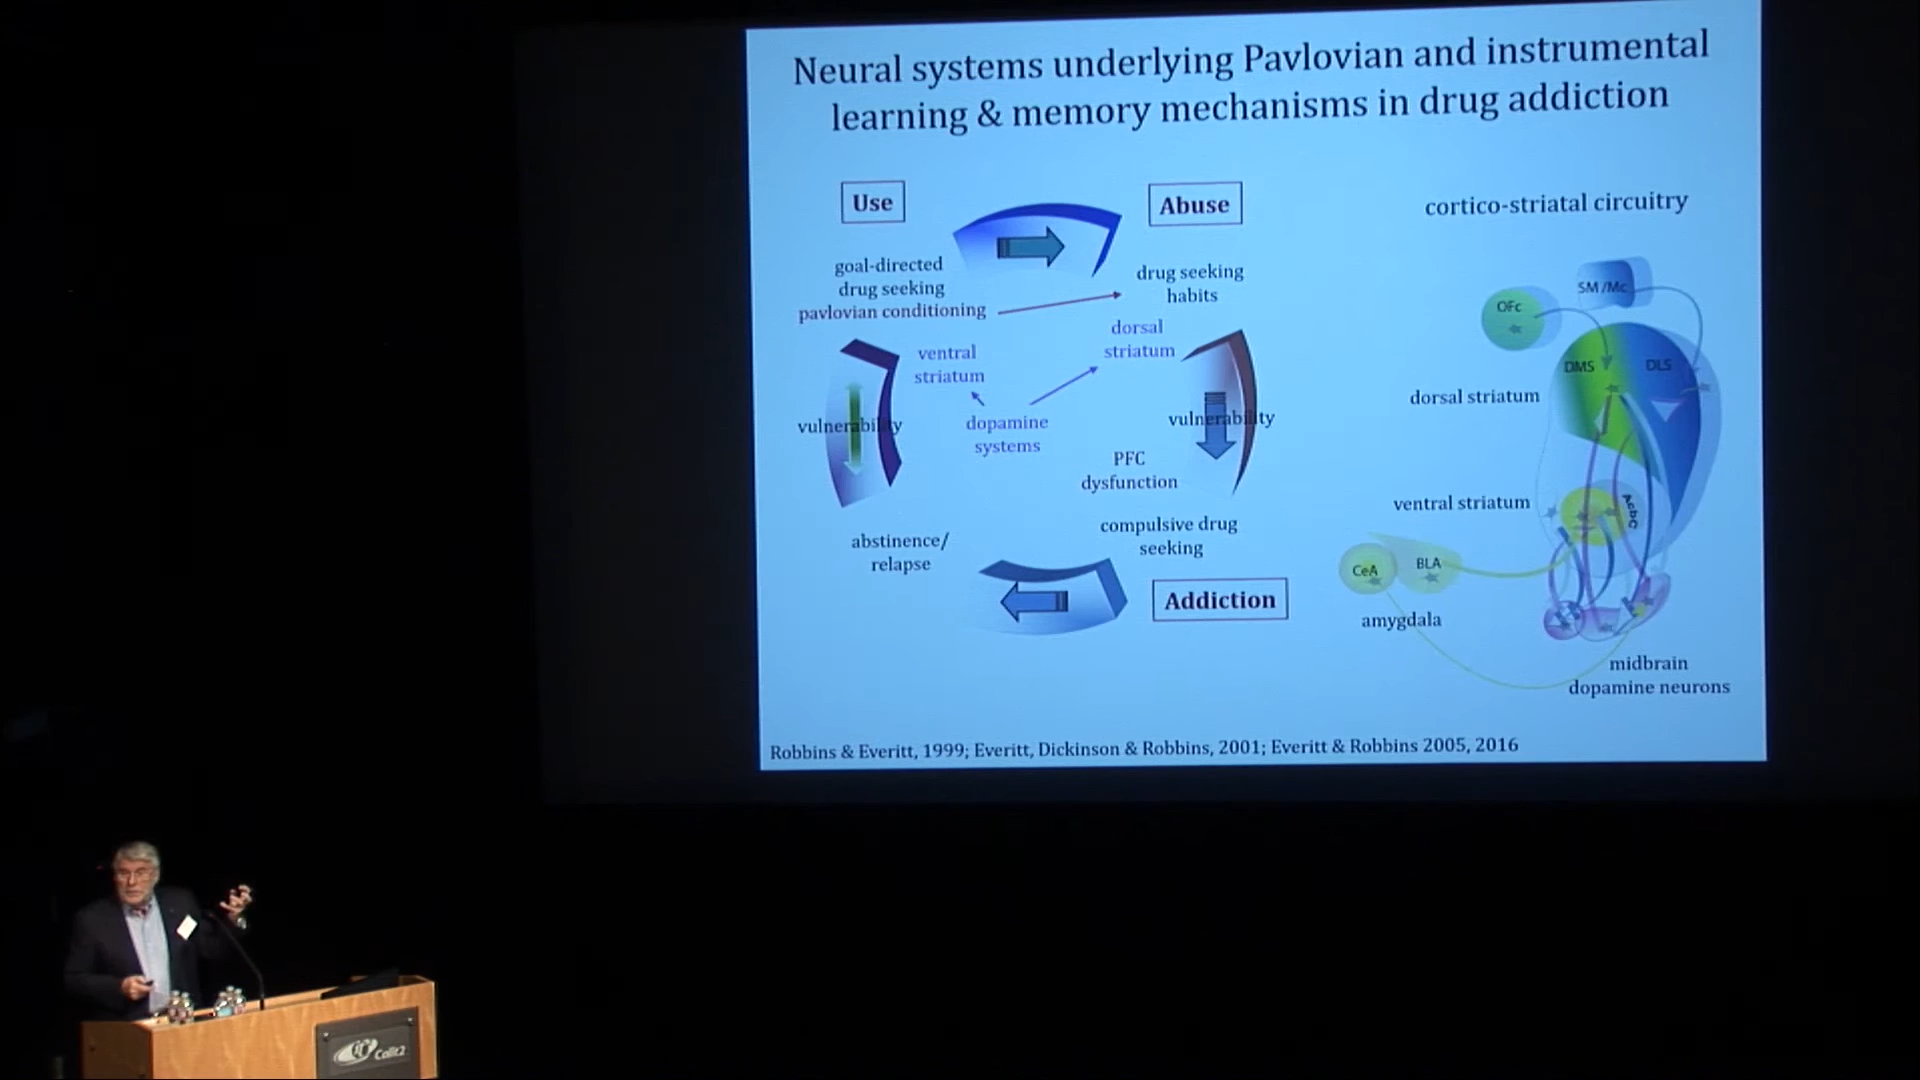 Neural systems underlying Pavlovian and instrumental
learning & memory mechanisms in drug addiction
Use
Abuse
cortico-striatal circuitry
goal-directed
drug seeking
pavlovian conditioning
drug seeking
habits
ventral
striatum
dorsal
striatum
vulnerability
dopamine
systems
vulnerability
PFC
dysfunction
abstinence/
relapse
compulsive drug
seeking
Addiction
OFc
SM/Mc
DMS
DLS
dorsal striatum
ventral striatum
AcbC
CeA
BLA
amygdala
midbrain
dopamine neurons
Robbins & Everitt, 1999; Everitt, Dickinson & Robbins, 2001; Everitt & Robbins 2005, 2016
Calit2